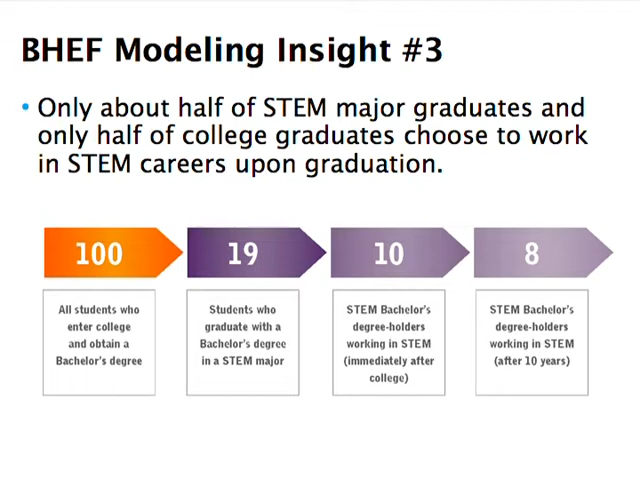 BHEF Modeling Insight #3
• Only about half of STEM major graduates and
only half of college graduates choose to work
in STEM careers upon graduation.
100
19
10
8
All students who
enter college
and obtain a
Bachelor's degree
Students who
graduate with a
Bachelor's degree
in a STEM major
STEM Bachelor's
degree-holders
working in STEM
(immediately after
college)
STEM Bachelor's
degree-holders
working in STEM
(after 10 years)